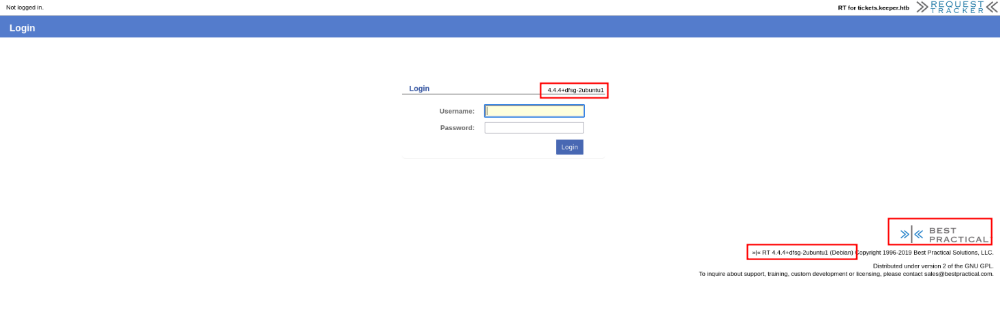 Not logged in.
RT for tickets.keeper.htb
REQUEST
TRACKER
Login
Login
4.4.4+dfsg-2ubuntu1
Username:
Password:
Login
BEST
PRACTICAL
»|« RT 4.4.4+dfsg-2ubuntu1 (Debian) Copyright 1996-2019 Best Practical Solutions, LLC.
Distributed under version 2 of the GNU GPL.
To inquire about support, training, custom development or licensing, please contact sales@bestpractical.com.